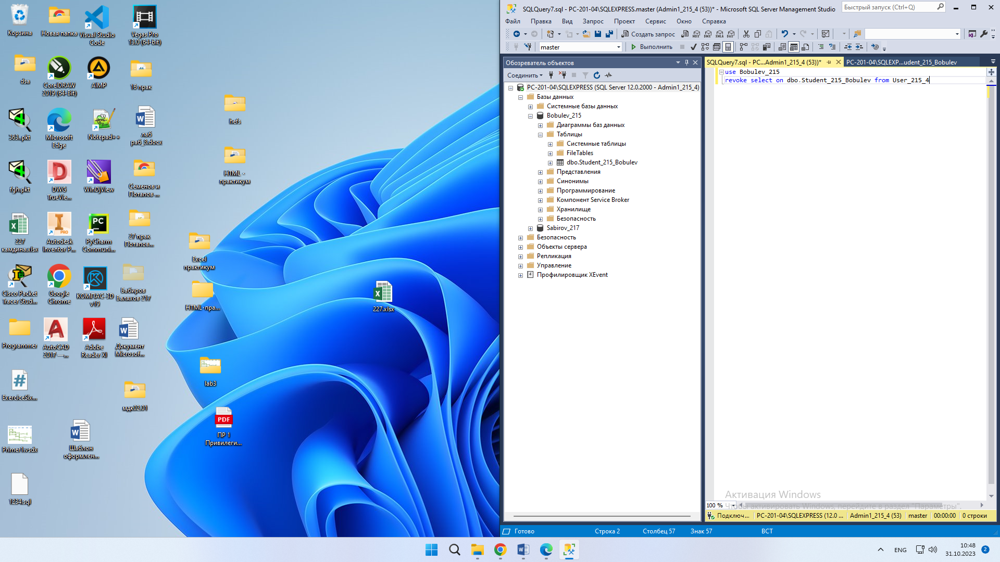 Корзина
Новая папка
Visual Studio
Code
Vegas Pro
13.0 (64-bit)
dsa
CorelDRAW
2019 (64-Bit)
AIMP
16 прак
363.pkt
Microsoft
Edge
Notepad++
лаб
раб_8.docx
hefs
fgh.pkt
DWG
TrueVie...
WinDjView
Семенов и
Потапов ...
HTML -
практикум
227
камдина.xlsx
Autodesk
Inventor P...
PyCharm
Communi...
27 прак
Потапов...
Excel
практикум
Cisco Packet
Tracer Stud...
Google
Chrome
КОМПАС-3D
v19
Бабиров
Баляхов 217
HTML-пра...
227.xlsx
Programmer
AutoCAD
2017 —...
Adobe
Reader XI
Документ
Microsof...
ExerciceSix...
lab3
мдк02.01
PDF
ПР 1
Привилеги...
Primer1.vsdx
Шаблон
оформлен...
1234.sql
SQLQuery7.sql - PC-201-04\SQLEXPRESS.master (Admin1_215_4 (53))* - Microsoft SQL Server Management Studio
Быстрый запуск (Ctrl+Q)
Файл Правка Вид Запрос Проект Сервис Окно Справка
Создать запрос
master
Выполнить
Обозреватель объектов
Соединить
PC-201-04\SQLEXPRESS (SQL Server 12.0.2000 - Admin1_215_4)
Базы данных
Системные базы данных
Bobulev_215
Диаграммы баз данных
Таблицы
Системные таблицы
FileTables
dbo.Student_215_Bobulev
Представления
Синонимы
Программирование
Компонент Service Broker
Хранилище
Безопасность
Sabirov_217
Безопасность
Объекты сервера
Репликация
Управление
Профилировщик XEvent
SQLQuery7.sql - PC...Admin1_215_4 (53))*
PC-201-04\SQLEXP...udent_215_Bobulev
use Bobulev_215
revoke select on dbo.Student_215_Bobulev from User_215_4
Активация Windows
Чтобы активировать Windows, перейдите в раздел "Параметры".
100 %
Подключ... PC-201-04\SQLEXPRESS (12.0 ... Admin1_215_4 (53) master 00:00:00 0 строки
Готово Строка 2 Столбец 57 Знак 57 ВСТ
ENG
10:48
31.10.2023
2